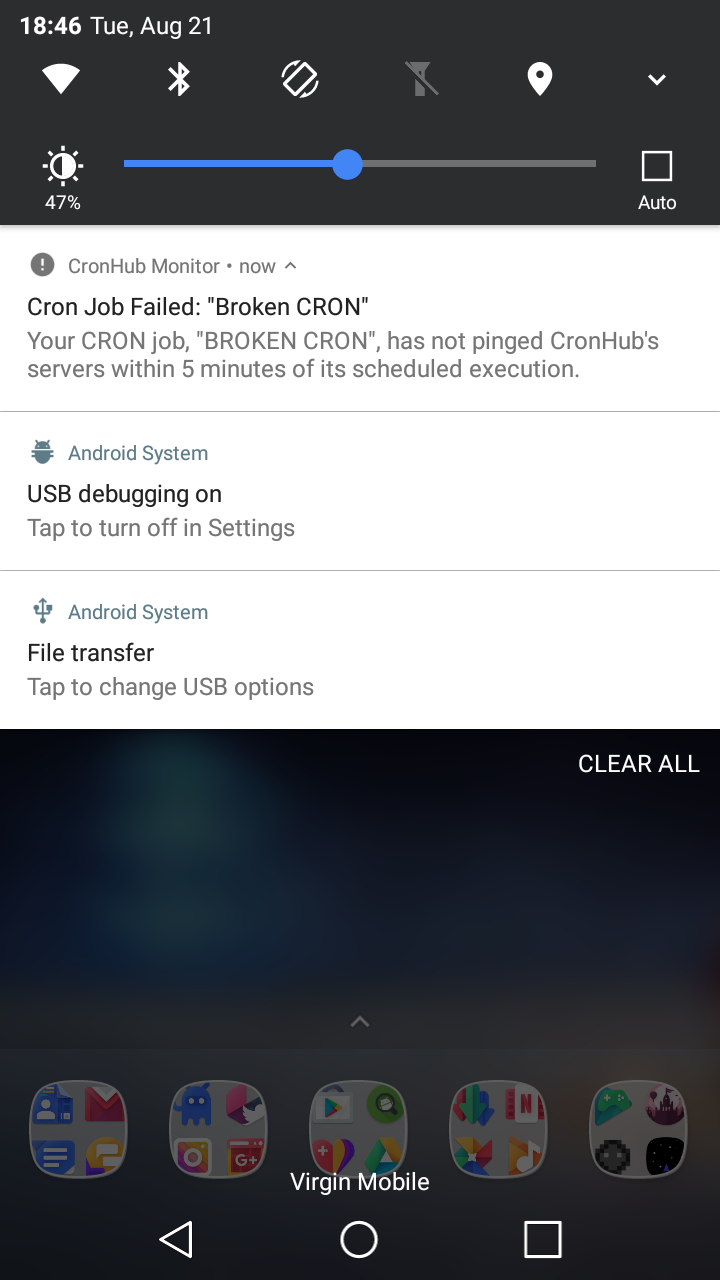 18:46 Tue, Aug 21
47%
Auto
CronHub Monitor • now
Cron Job Failed: "Broken CRON"
Your CRON job, "BROKEN CRON", has not pinged CronHub's
servers within 5 minutes of its scheduled execution.
Android System
USB debugging on
Tap to turn off in Settings
Android System
File transfer
Tap to change USB options
CLEAR ALL
N
G+
Virgin Mobile